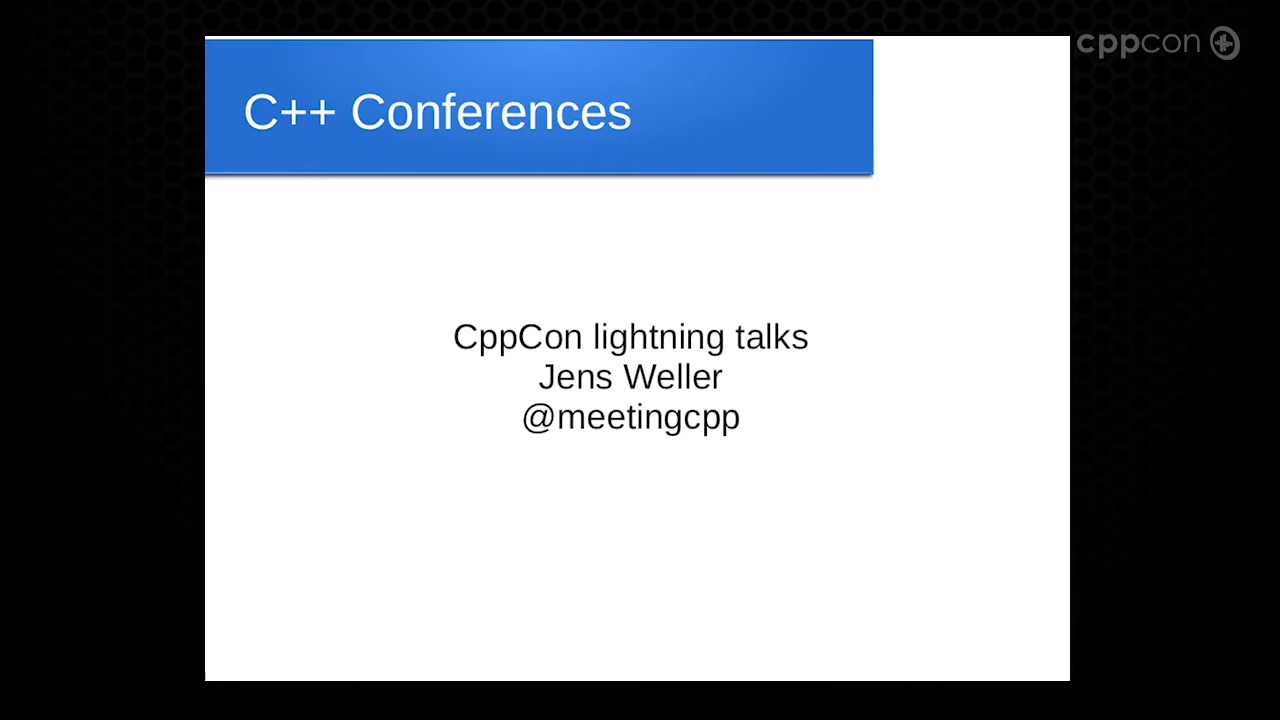 cppcon
C++ Conferences
CppCon lightning talks
Jens Weller
@meetingcpp